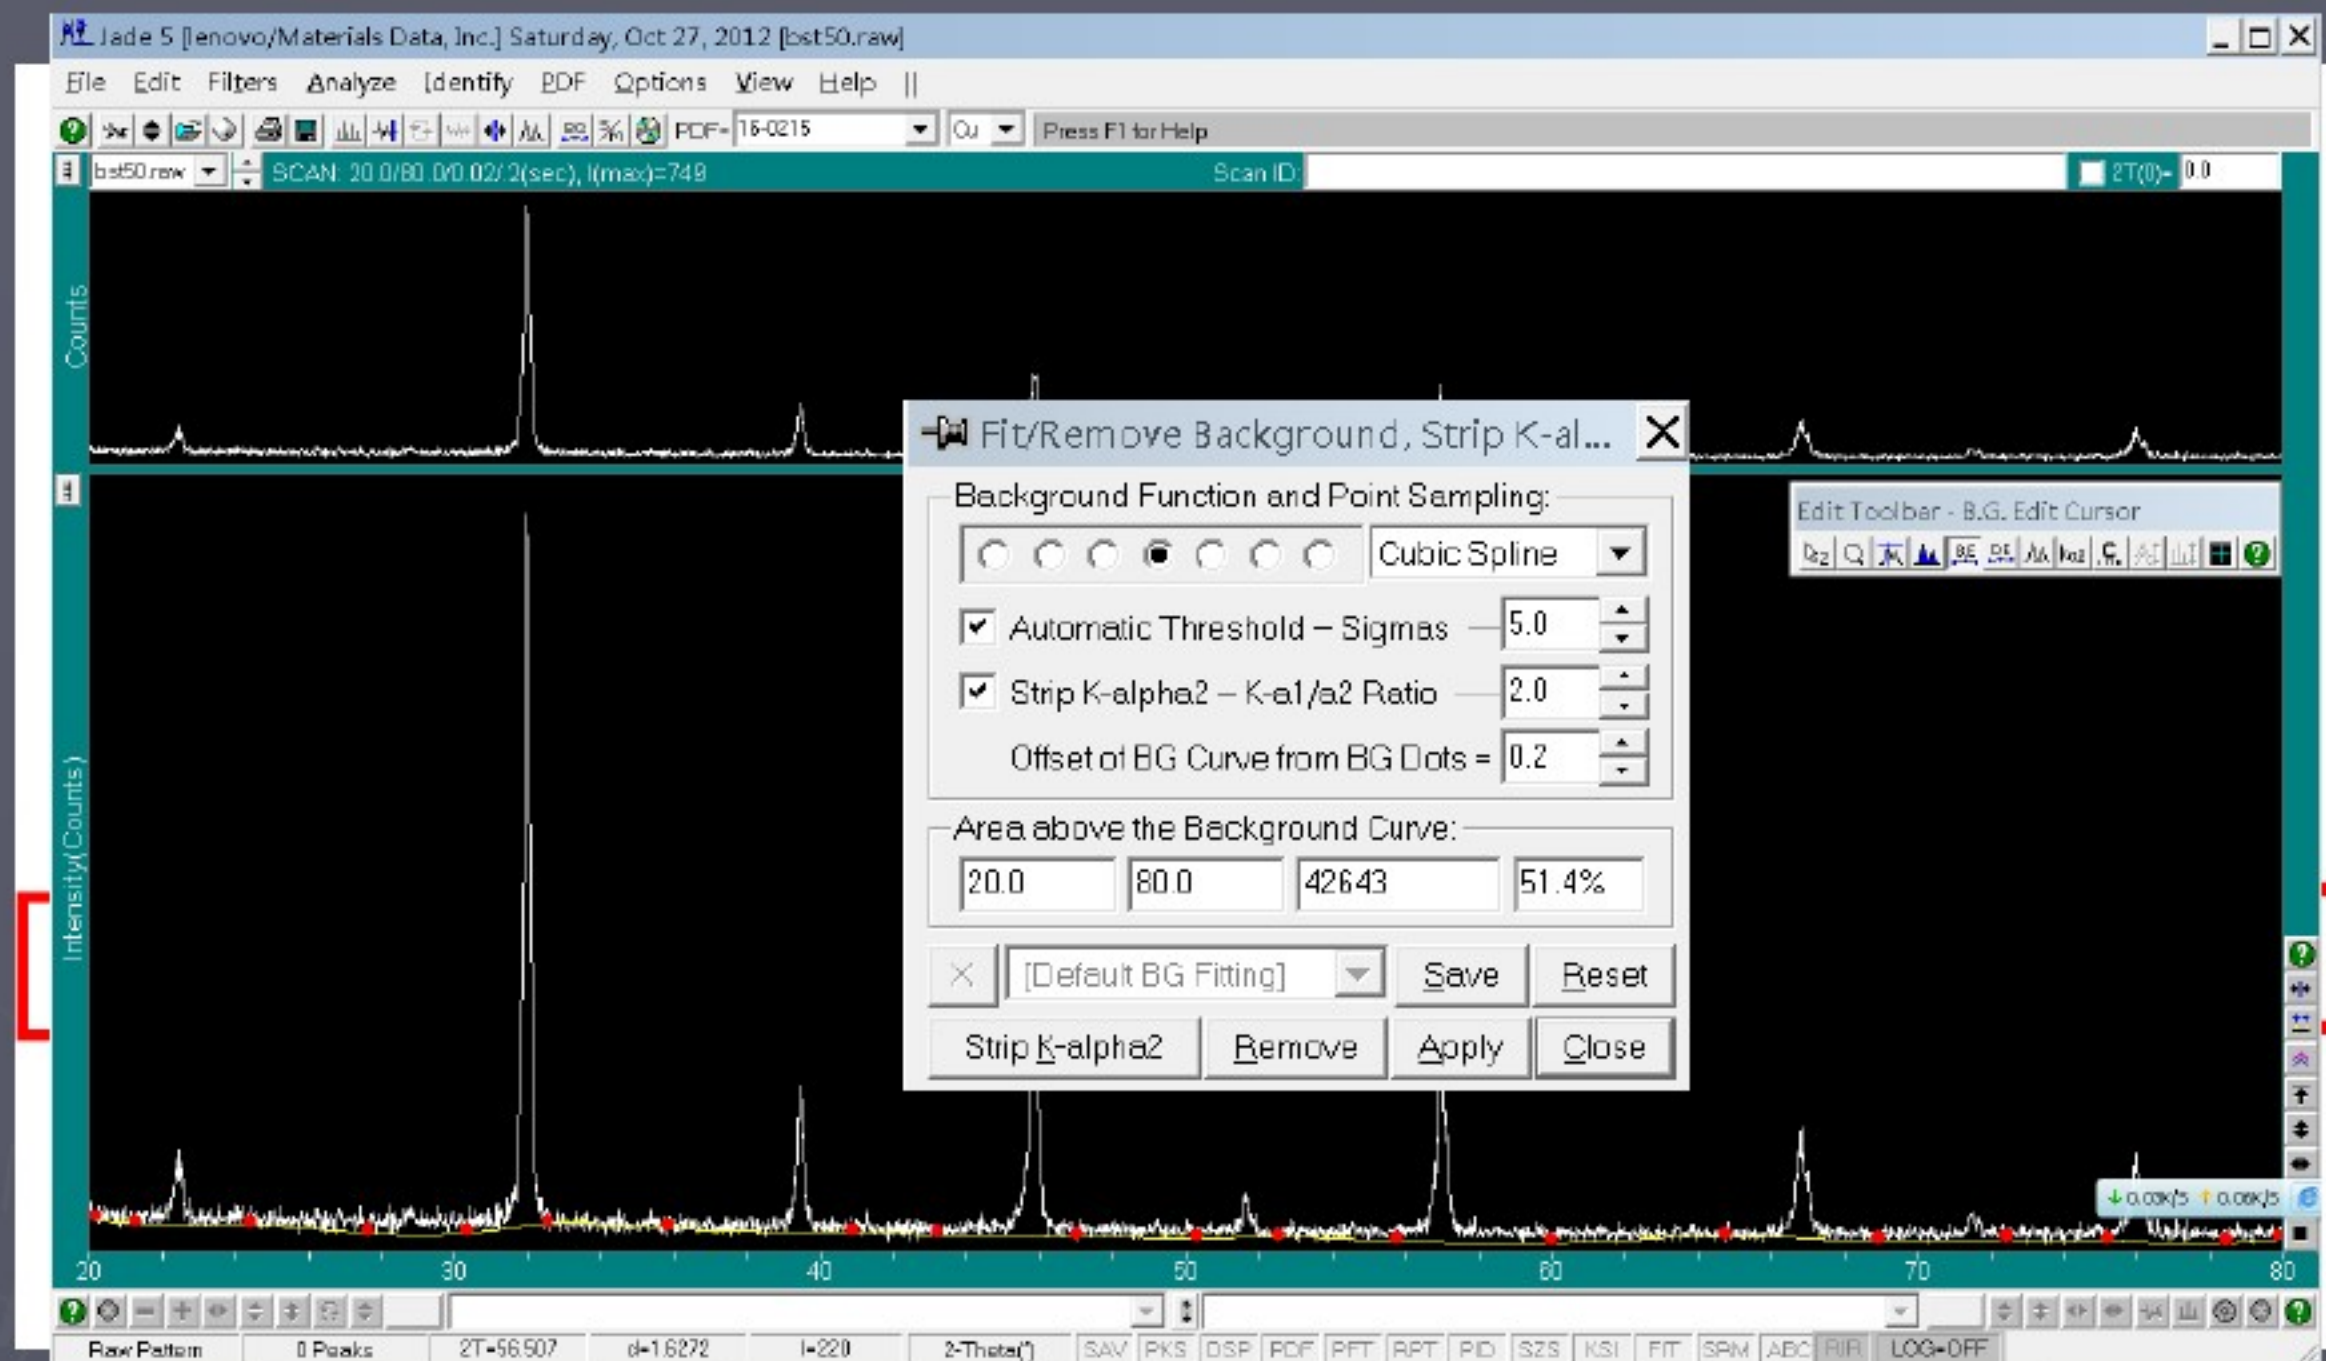 Jade 5 [lenovo/Materials Data, Inc.] Saturday, Oct 27, 2012 [bst50.raw]
File Edit Filters Analyze Identify PDF Options View Help ||
PDF= 16-0215 Cu Press F1 for Help
bst50.raw SCAN: 20.0/80.0/0.02/.2(sec), I(max)=749 Scan ID: 2T(0)= 0.0
Counts
Fit/Remove Background, Strip K-al...
Background Function and Point Sampling:
Cubic Spline
Edit Toolbar - B.G. Edit Cursor
Automatic Threshold – Sigmas 5.0
Strip K-alpha2 – K-a1/a2 Ratio 2.0
Offset of BG Curve from BG Dots = 0.2
Area above the Background Curve:
20.0 80.0 42643 51.4%
[Default BG Fitting] Save Reset
Strip K-alpha2 Remove Apply Close
Intensity(Counts)
20 30 40 50 60 70 80
Raw Pattern 0 Peaks 2T=56.507 d=1.6272 I=220 2-Theta(°) SAV PKS DSP PDF PFT RPT PID SZS KSI FIT SPM ABC RIR LOG=OFF